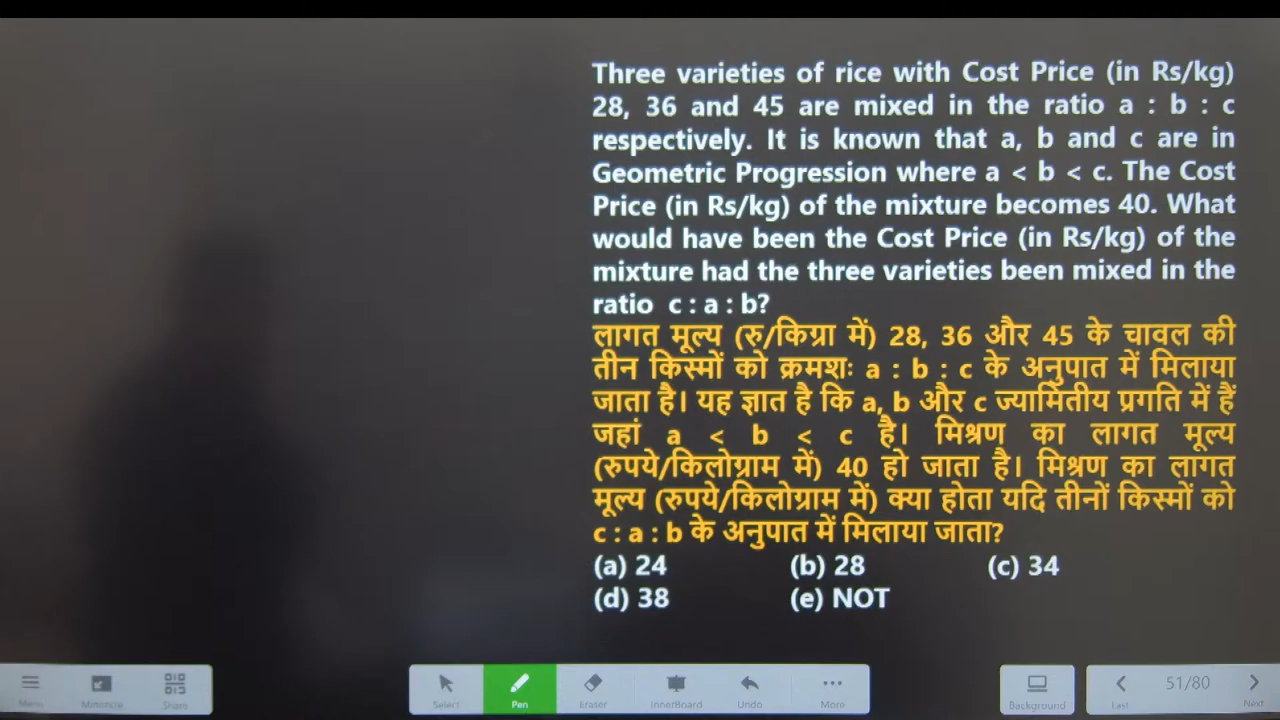 Three varieties of rice with Cost Price (in Rs/kg)
28, 36 and 45 are mixed in the ratio a : b : c
respectively. It is known that a, b and c are in
Geometric Progression where a < b < c. The Cost
Price (in Rs/kg) of the mixture becomes 40. What
would have been the Cost Price (in Rs/kg) of the
mixture had the three varieties been mixed in the
ratio c : a : b?
लागत मूल्य (रु/किग्रा में) 28, 36 और 45 के चावल की
तीन किस्मों को क्रमशः a : b : c के अनुपात में मिलाया
जाता है। यह ज्ञात है कि a, b और c ज्यामितीय प्रगति में हैं
जहां a < b < c है। मिश्रण का लागत मूल्य
(रुपये/किलोग्राम में) 40 हो जाता है। मिश्रण का लागत
मूल्य (रुपये/किलोग्राम में) क्या होता यदि तीनों किस्मों को
c : a : b के अनुपात में मिलाया जाता?
(a) 24 (b) 28 (c) 34
(d) 38 (e) NOT
Menu Minimize Share Select Pen Eraser InnerBoard Undo More Background Last 51/80 Next